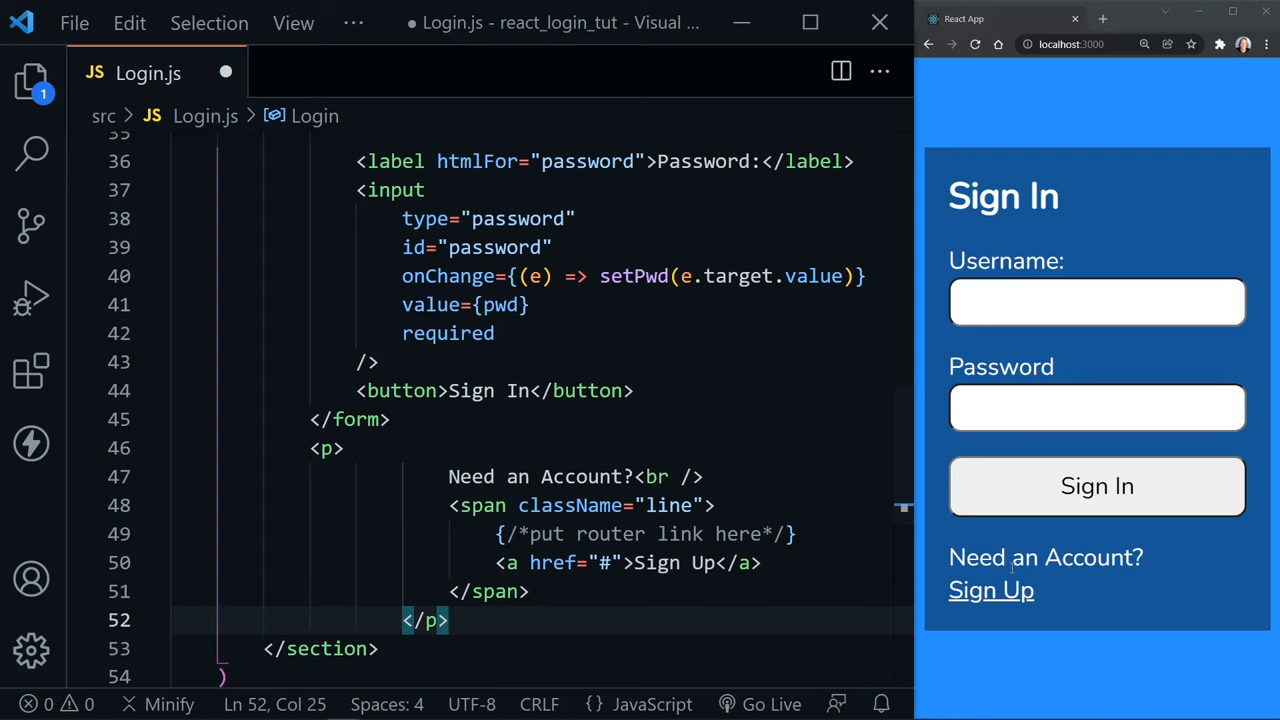 File Edit Selection View ··· ● Login.js - react_login_tut - Visual ...
JS Login.js ●
src > JS Login.js > Login
35
36 <label htmlFor="password">Password:</label>
37 <input
38 type="password"
39 id="password"
40 onChange={(e) => setPwd(e.target.value)}
41 value={pwd}
42 required
43 />
44 <button>Sign In</button>
45 </form>
46 <p>
47 Need an Account?<br />
48 <span className="line">
49 {/*put router link here*/}
50 <a href="#">Sign Up</a>
51 </span>
52 </p>
53 </section>
54 )
1
0 0 Minify Ln 52, Col 25 Spaces: 4 UTF-8 CRLF {} JavaScript Go Live
React App
localhost:3000
Sign In
Username:
Password
Sign In
Need an Account?
Sign Up